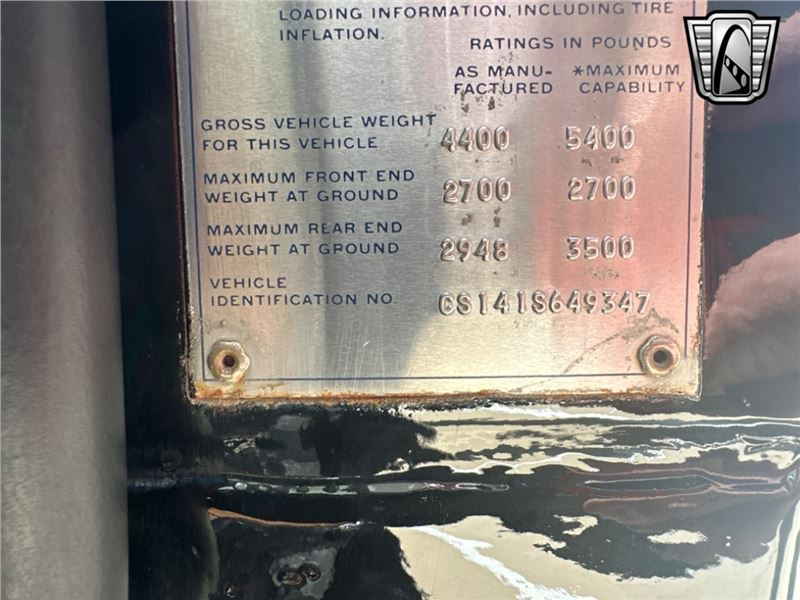 LOADING INFORMATION, INCLUDING TIRE
INFLATION.
RATINGS IN POUNDS
AS MANU- *MAXIMUM
FACTURED CAPABILITY
GROSS VEHICLE WEIGHT
FOR THIS VEHICLE 4400 5400
MAXIMUM FRONT END
WEIGHT AT GROUND 2700 2700
MAXIMUM REAR END
WEIGHT AT GROUND 2948 3500
VEHICLE
IDENTIFICATION NO. CS141S649347